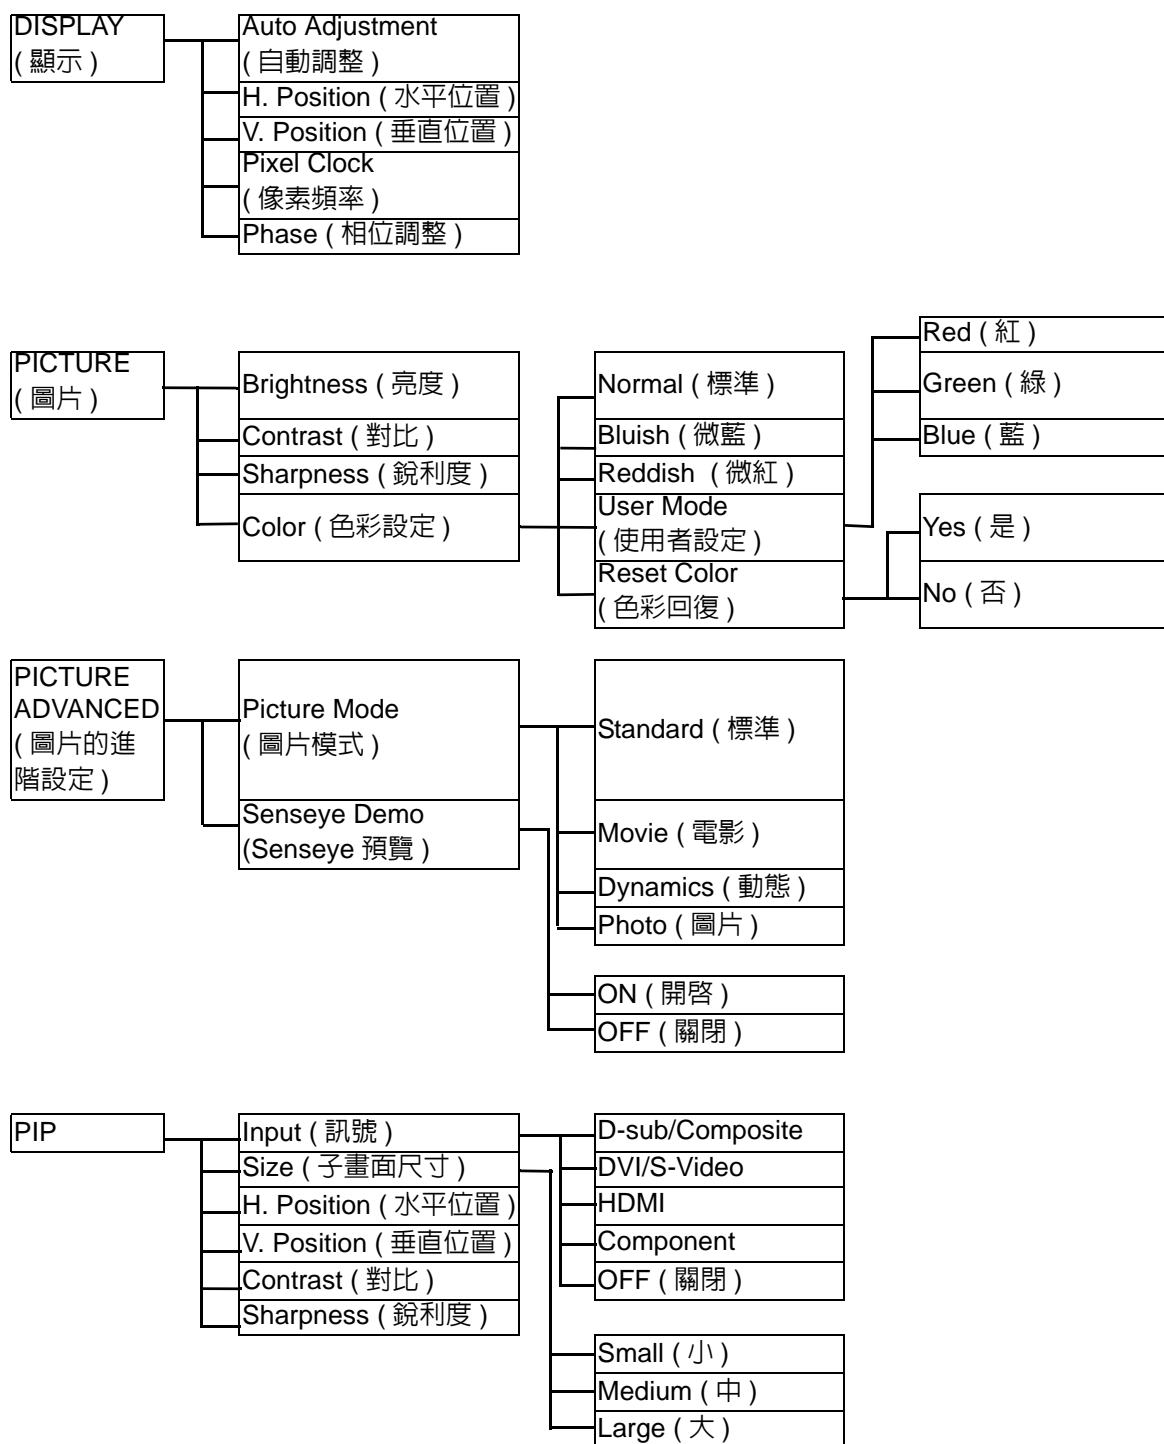 DISPLAY
( 顯示 )
Auto Adjustment
( 自動調整 )
H. Position ( 水平位置 )
V. Position ( 垂直位置 )
Pixel Clock
( 像素頻率 )
Phase ( 相位調整 )
PICTURE
( 圖片 )
Brightness ( 亮度 )
Contrast ( 對比 )
Sharpness ( 銳利度 )
Color ( 色彩設定 )
Normal ( 標準 )
Bluish ( 微藍 )
Reddish ( 微紅 )
User Mode
( 使用者設定 )
Reset Color
( 色彩回復 )
Red ( 紅 )
Green ( 綠 )
Blue ( 藍 )
Yes ( 是 )
No ( 否 )
PICTURE
ADVANCED
( 圖片的進
階設定 )
Picture Mode
( 圖片模式 )
Senseye Demo
(Senseye 預覽 )
Standard ( 標準 )
Movie ( 電影 )
Dynamics ( 動態 )
Photo ( 圖片 )
ON ( 開啓 )
OFF ( 關閉 )
PIP
Input ( 訊號 )
Size ( 子畫面尺寸 )
H. Position ( 水平位置 )
V. Position ( 垂直位置 )
Contrast ( 對比 )
Sharpness ( 銳利度 )
D-sub/Composite
DVI/S-Video
HDMI
Component
OFF ( 關閉 )
Small ( 小 )
Medium ( 中 )
Large ( 大 )